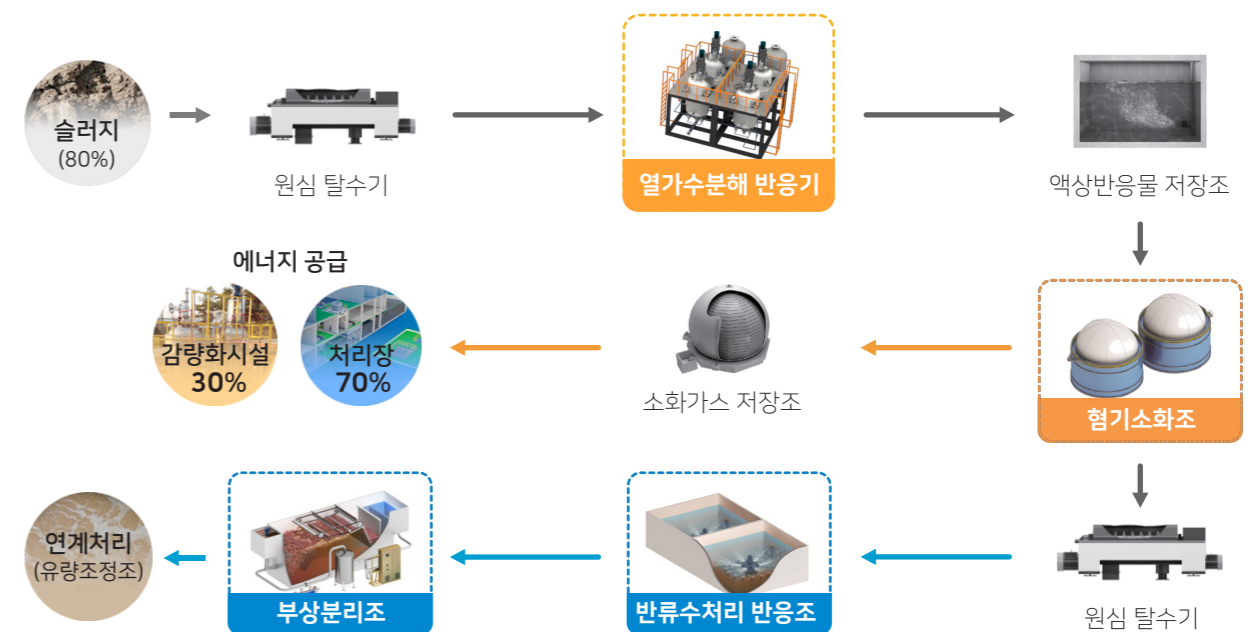 슬러지
(80%)
원심 탈수기
열가수분해 반응기
액상반응물 저장조
에너지 공급
감량화시설
30%
처리장
70%
소화가스 저장조
혐기소화조
연계처리
(유량조정조)
부상분리조
반류수처리 반응조
원심 탈수기